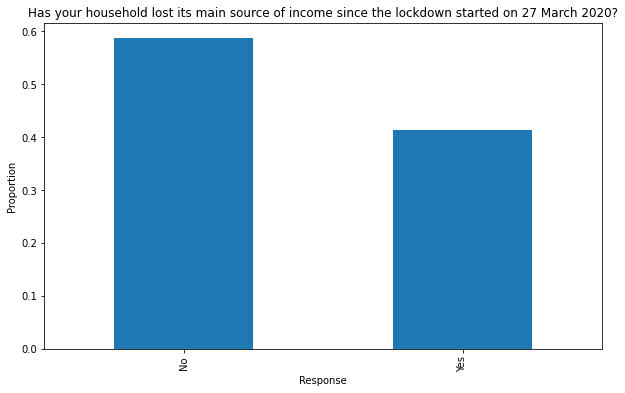 Has your household lost its main source of income since the lockdown started on 27 March 2020?
0.6
0.5
0.4
0.3
0.2
0.1
0.0
Proportion
No
Yes
Response